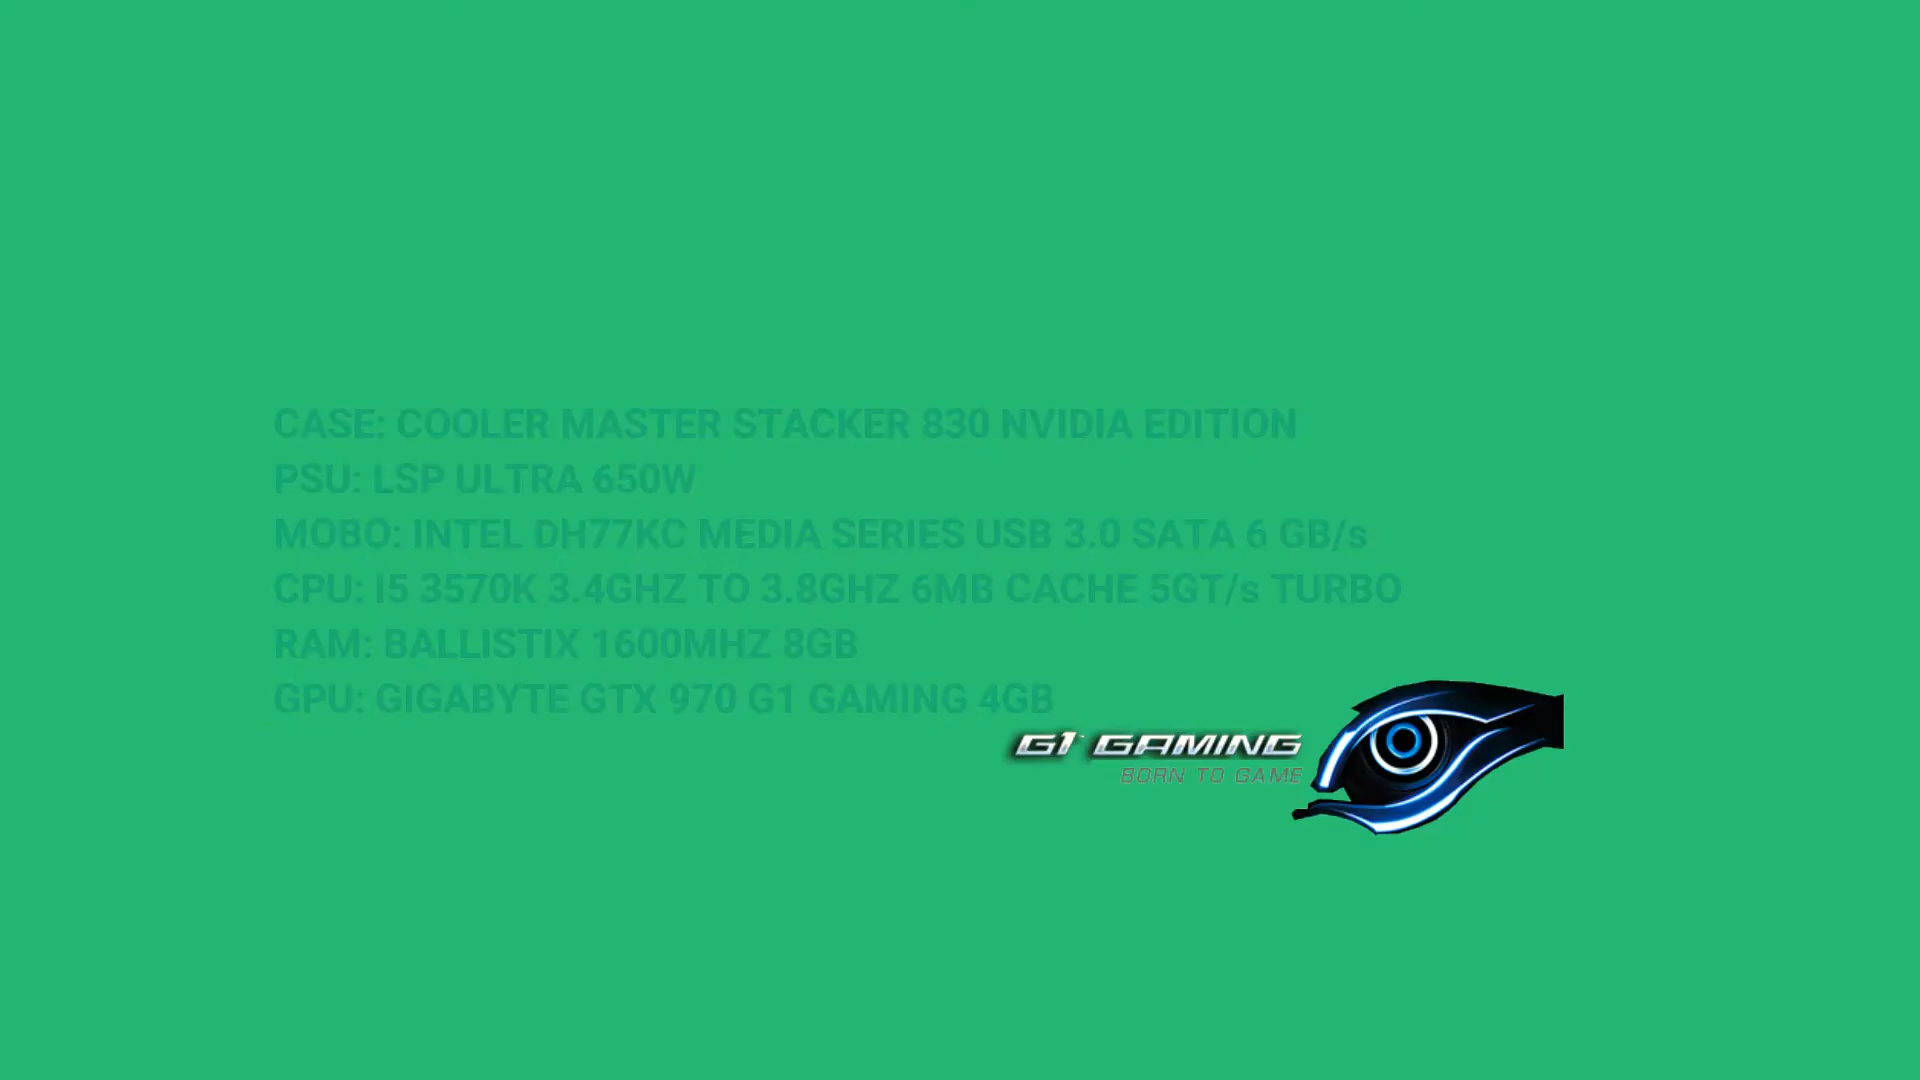 CASE: COOLER MASTER STACKER 830 NVIDIA EDITION
PSU: LSP ULTRA 650W
MOBO: INTEL DH77KC MEDIA SERIES USB 3.0 SATA 6 GB/s
CPU: I5 3570K 3.4GHZ TO 3.8GHZ 6MB CACHE 5GT/s TURBO
RAM: BALLISTIX 1600MHZ 8GB
GPU: GIGABYTE GTX 970 G1 GAMING 4GB
G1™ GAMING
BORN TO GAME